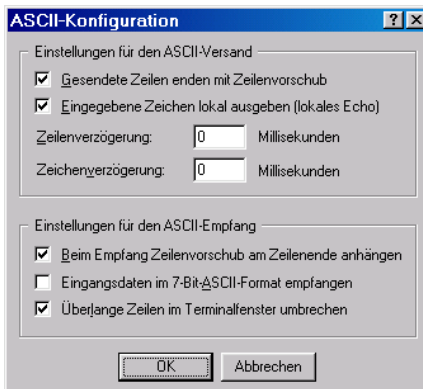 ASCII-Konfiguration
Einstellungen für den ASCII-Versand
Gesendete Zeilen enden mit Zeilenvorschub
Eingegebene Zeichen lokal ausgeben (lokales Echo)
Zeilenverzögerung: 0 Millisekunden
Zeichenverzögerung: 0 Millisekunden
Einstellungen für den ASCII-Empfang
Beim Empfang Zeilenvorschub am Zeilenende anhängen
Eingangsdaten im 7-Bit-ASCII-Format empfangen
Überlange Zeilen im Terminalfenster umbrechen
OK Abbrechen